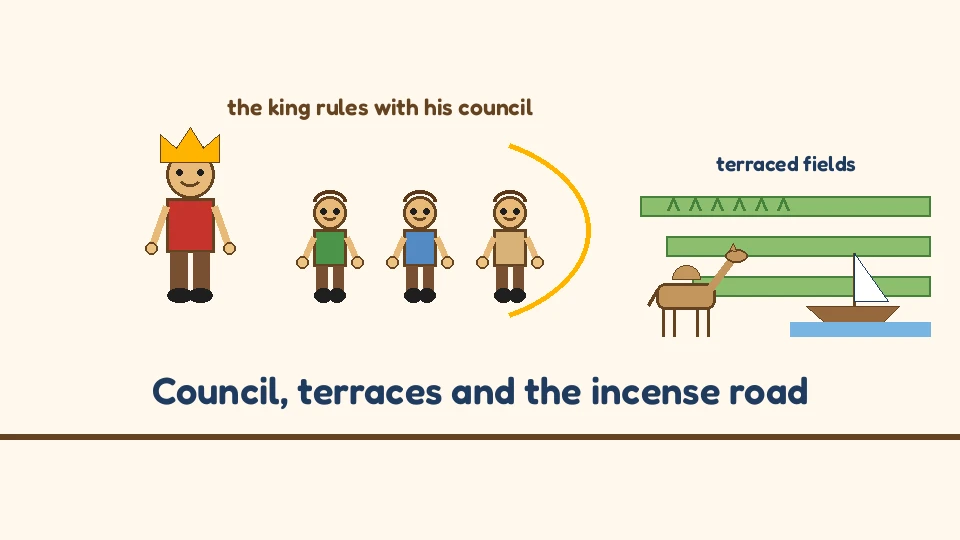 the king rules with his council
terraced fields
Council, terraces and the incense road